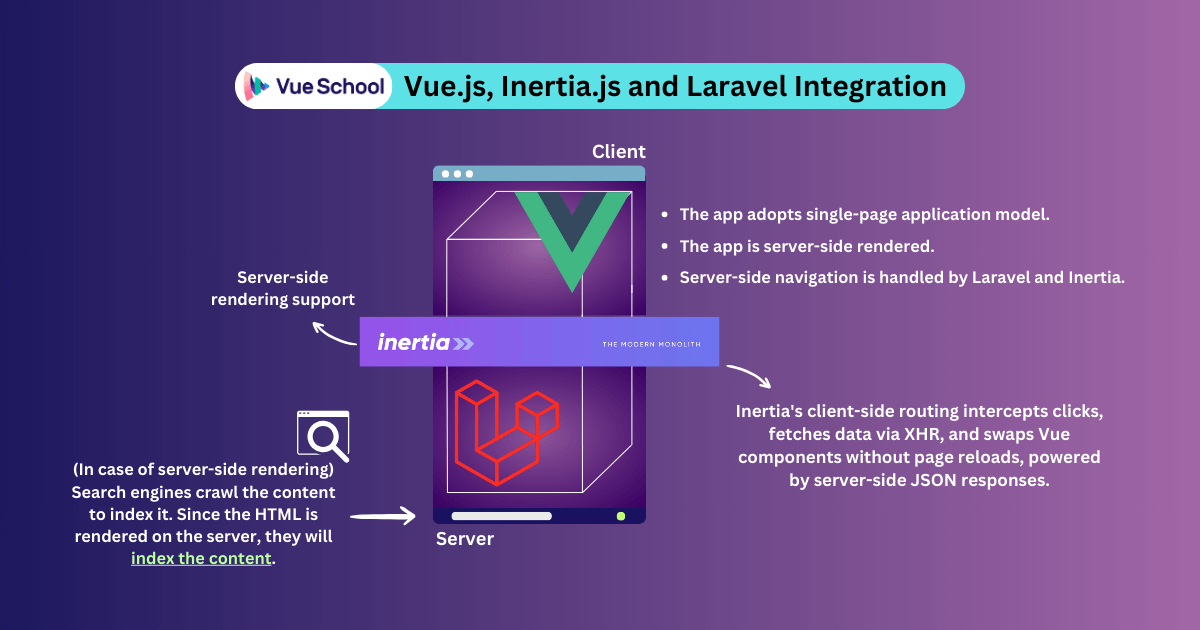 Vue School
Vue.js, Inertia.js and Laravel Integration
Client
The app adopts single-page application model.
The app is server-side rendered.
Server-side navigation is handled by Laravel and Inertia.
Server-side
rendering support
inertia
THE MODERN MONOLITH
Inertia's client-side routing intercepts clicks,
fetches data via XHR, and swaps Vue
components without page reloads, powered
by server-side JSON responses.
(In case of server-side rendering)
Search engines crawl the content
to index it. Since the HTML is
rendered on the server, they will
index the content.
Server